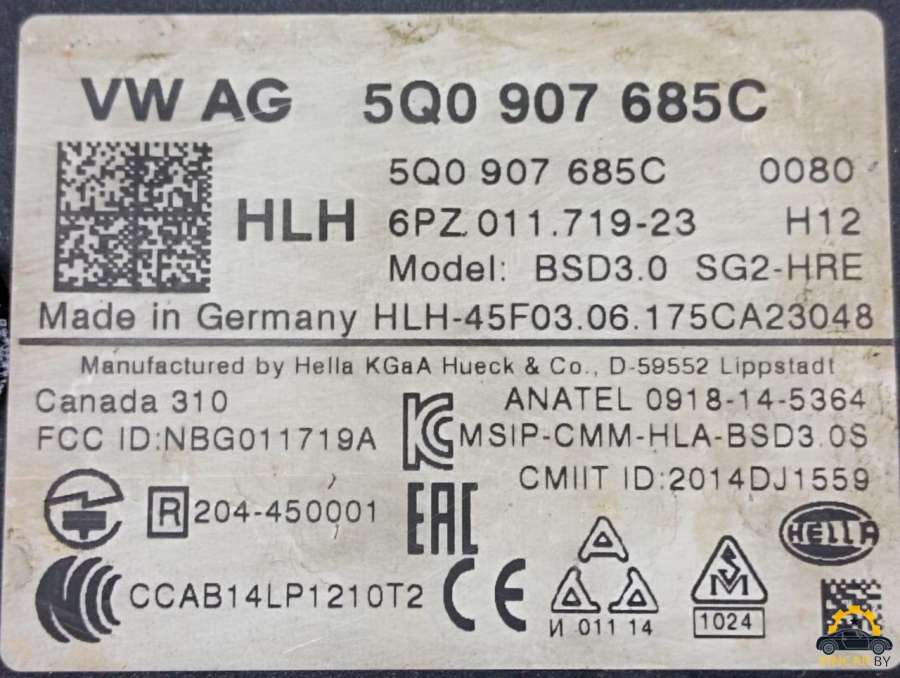 VW AG 5Q0 907 685C
5Q0 907 685C 0080
HLH 6PZ.011.719-23 H12
Model: BSD3.0 SG2-HRE
Made in Germany HLH-45F03.06.175CA23048
Manufactured by Hella KGaA Hueck & Co., D-59552 Lippstadt
Canada 310
ANATEL 0918-14-5364
FCC ID:NBG011719A
MSIP-CMM-HLA-BSD3.0S
CMIIT ID:2014DJ1559
R 204-450001
EAC
HELLA
CCAB14LP1210T2
CE
И 011 14
1024
BY